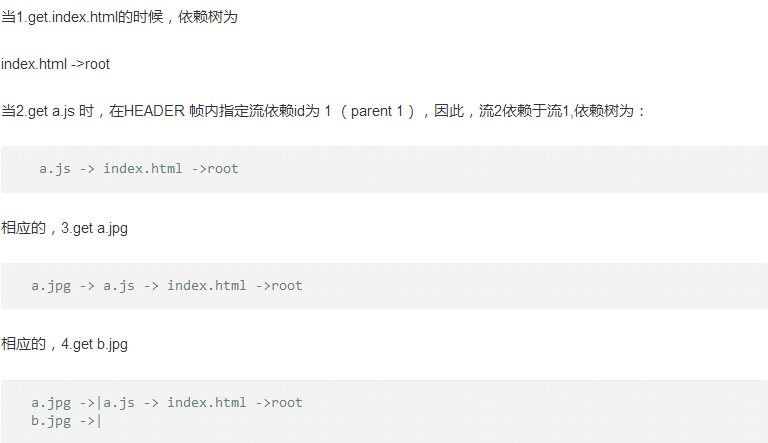 当1.get.index.html的时候，依赖树为
index.html ->root
当2.get a.js 时，在HEADER 帧内指定流依赖id为 1 （parent 1），因此，流2依赖于流1,依赖树为：
a.js -> index.html ->root
相应的，3.get a.jpg
a.jpg -> a.js -> index.html ->root
相应的，4.get b.jpg
a.jpg ->|a.js -> index.html ->root
b.jpg ->|